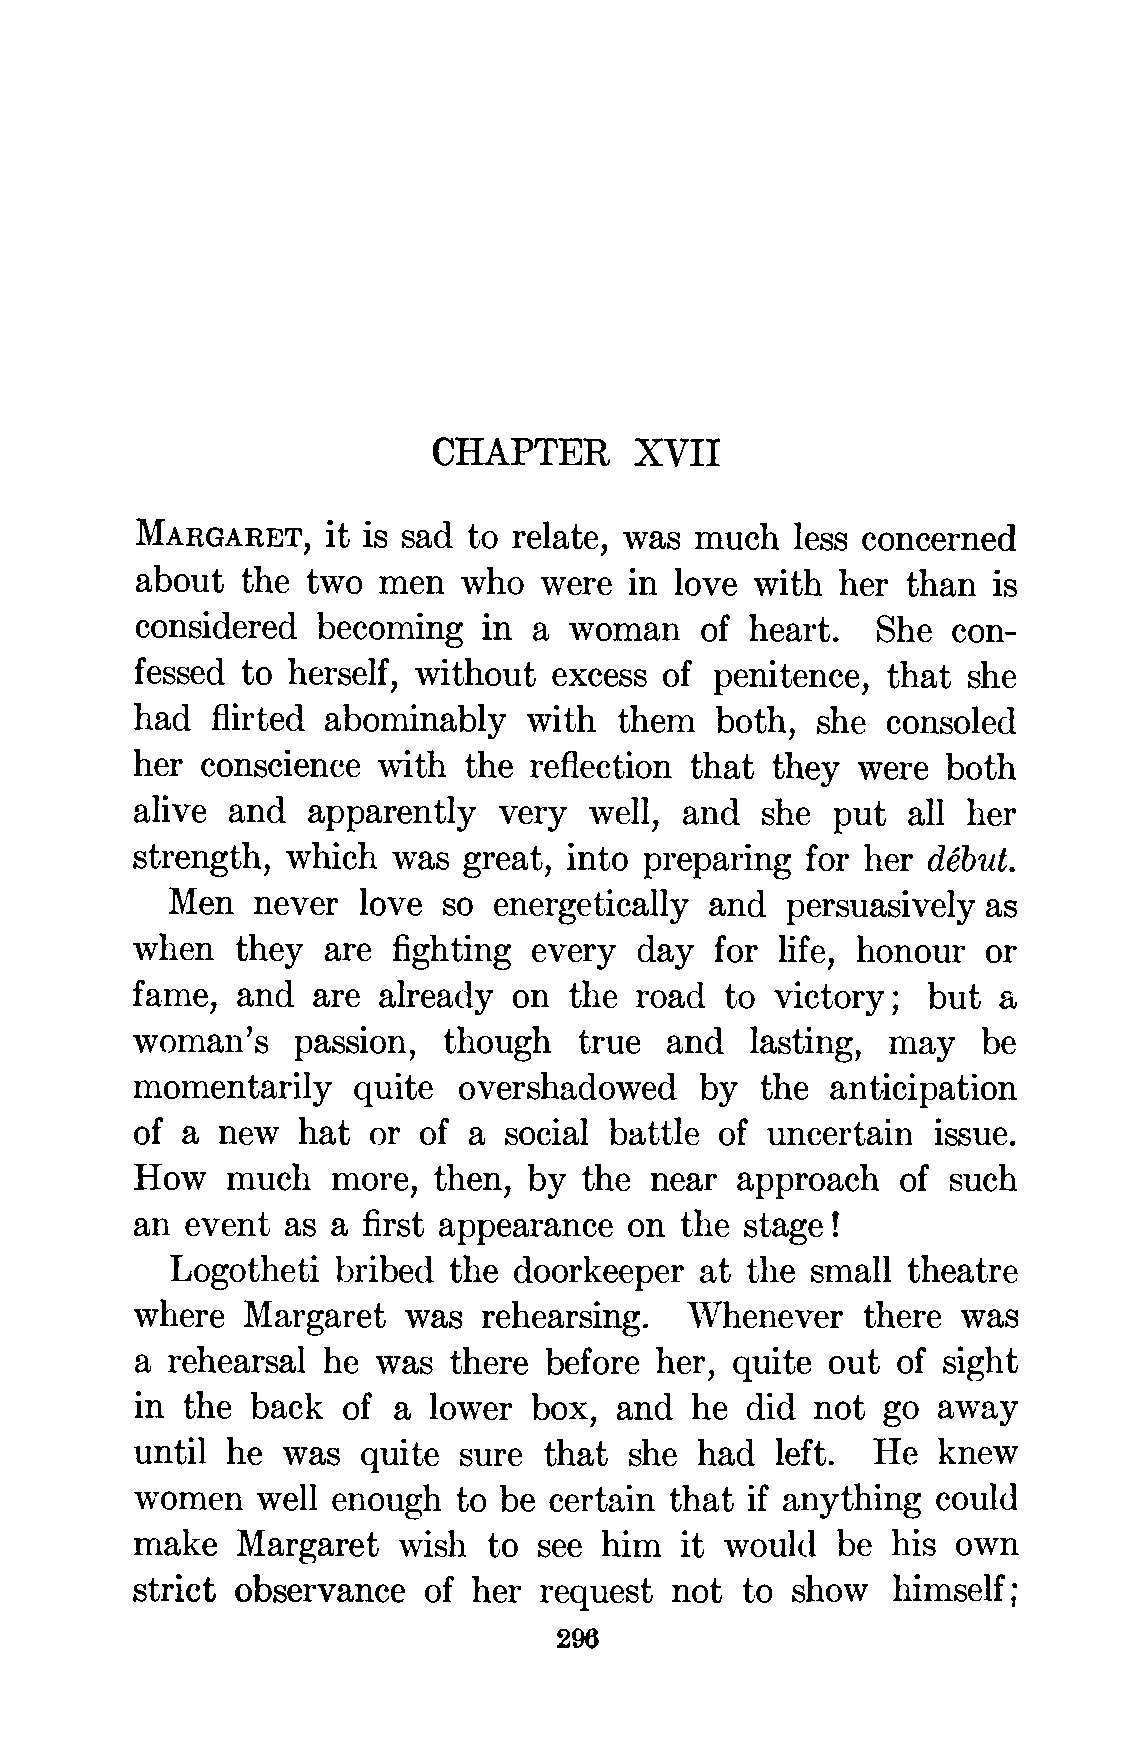 CHAPTER XVII
MARGARET, it is sad to relate, was much less concerned
about the two men who were in love with her than is
considered becoming in a woman of heart. She con-
fessed to herself, without excess of penitence, that she
had flirted abominably with them both, she consoled
her conscience with the reflection that they were both
alive and apparently very well, and she put all her
strength, which was great, into preparing for her début.
Men never love so energetically and persuasively as
when they are fighting every day for life, honour or
fame, and are already on the road to victory; but a
woman's passion, though true and lasting, may be
momentarily quite overshadowed by the anticipation
of a new hat or of a social battle of uncertain issue.
How much more, then, by the near approach of such
an event as a first appearance on the stage!
Logotheti bribed the doorkeeper at the small theatre
where Margaret was rehearsing. Whenever there was
a rehearsal he was there before her, quite out of sight
in the back of a lower box, and he did not go away
until he was quite sure that she had left. He knew
women well enough to be certain that if anything could
make Margaret wish to see him it would be his own
strict observance of her request not to show himself;
296